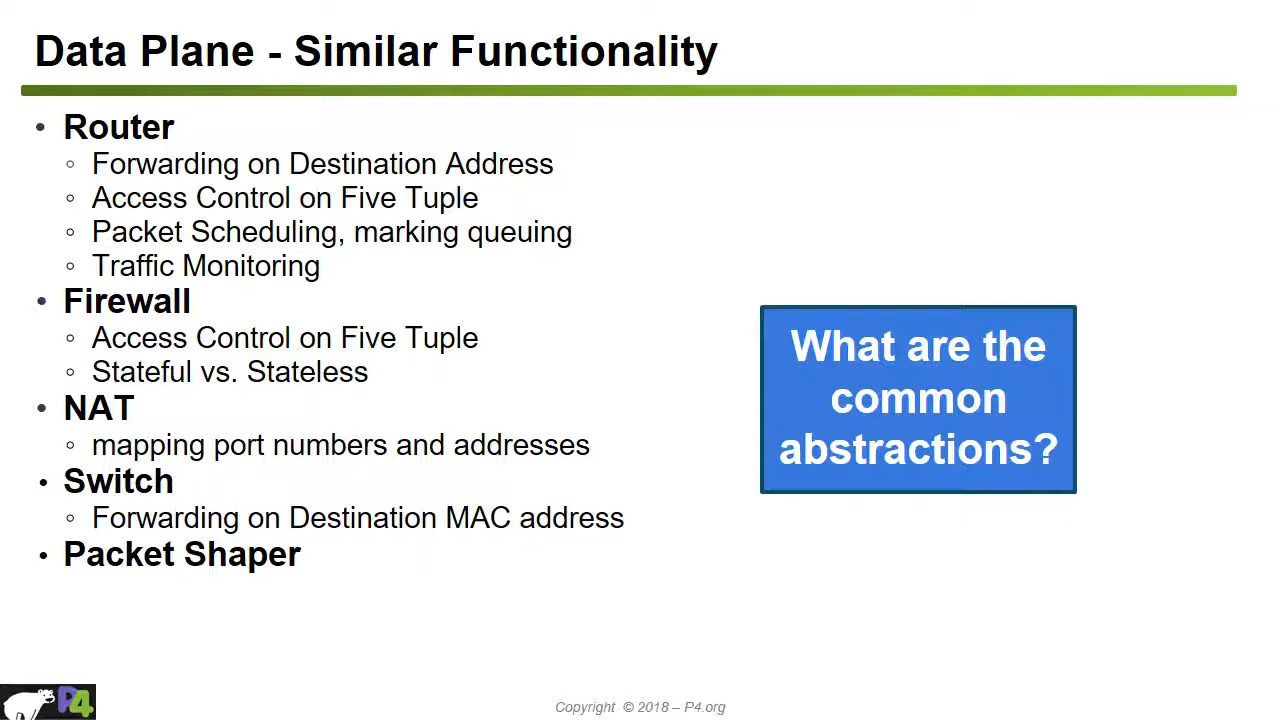 Data Plane - Similar Functionality
• Router
◦ Forwarding on Destination Address
◦ Access Control on Five Tuple
◦ Packet Scheduling, marking queuing
◦ Traffic Monitoring
• Firewall
◦ Access Control on Five Tuple
◦ Stateful vs. Stateless
• NAT
◦ mapping port numbers and addresses
• Switch
◦ Forwarding on Destination MAC address
• Packet Shaper
What are the
common
abstractions?
P4
Copyright © 2018 – P4.org